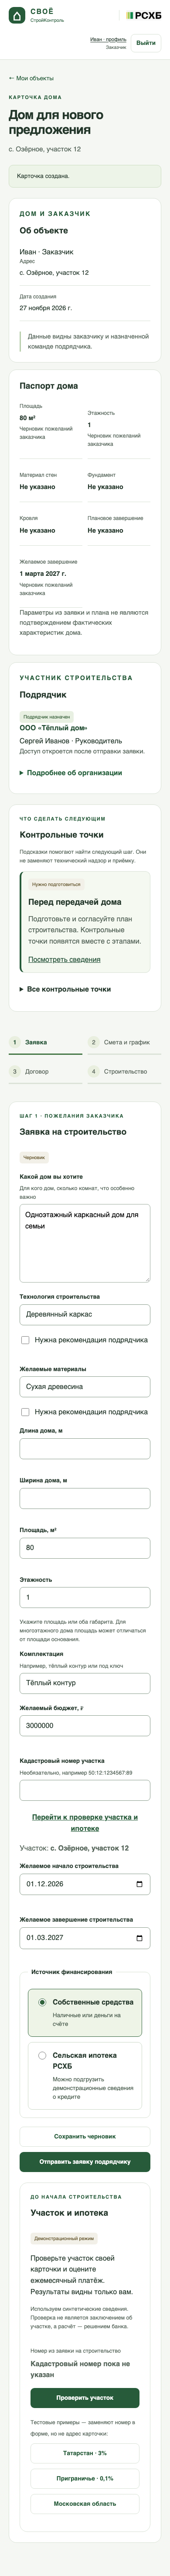 СВОЁ
СтройКонтроль
РСХБ
Иван · профиль
Заказчик
Выйти
← Мои объекты
КАРТОЧКА ДОМА
Дом для нового
предложения
с. Озёрное, участок 12
Карточка создана.
ДОМ И ЗАКАЗЧИК
Об объекте
Иван · Заказчик
Адрес
с. Озёрное, участок 12
Дата создания
27 ноября 2026 г.
Данные видны заказчику и назначенной
команде подрядчика.
Паспорт дома
Площадь
80 м²
Черновик пожеланий
заказчика
Этажность
1
Черновик пожеланий
заказчика
Материал стен
Не указано
Фундамент
Не указано
Кровля
Не указано
Плановое завершение
Не указано
Желаемое завершение
1 марта 2027 г.
Черновик пожеланий
заказчика
Параметры из заявки и плана не являются
подтверждением фактических
характеристик дома.
УЧАСТНИК СТРОИТЕЛЬСТВА
Подрядчик
Подрядчик назначен
ООО «Тёплый дом»
Сергей Иванов · Руководитель
Доступ откроется после отправки заявки.
▶ Подробнее об организации
ЧТО СДЕЛАТЬ СЛЕДУЮЩИМ
Контрольные точки
Подсказки помогают найти следующий шаг. Они
не заменяют технический надзор и приёмку.
Нужно подготовиться
Перед передачей дома
Подготовьте и согласуйте план
строительства. Контрольные
точки появятся вместе с этапами.
Посмотреть сведения
▶ Все контрольные точки
1 Заявка
2 Смета и график
3 Договор
4 Строительство
ШАГ 1 · ПОЖЕЛАНИЯ ЗАКАЗЧИКА
Заявка на строительство
Черновик
Какой дом вы хотите
Для кого дом, сколько комнат, что особенно
важно
Одноэтажный каркасный дом для
семьи
Технология строительства
Деревянный каркас
Нужна рекомендация подрядчика
Желаемые материалы
Сухая древесина
Нужна рекомендация подрядчика
Длина дома, м
Ширина дома, м
Площадь, м²
80
Этажность
1
Укажите площадь или оба габарита. Для
многоэтажного дома площадь может отличаться
от площади основания.
Комплектация
Например, тёплый контур или под ключ
Тёплый контур
Желаемый бюджет, ₽
3000000
Кадастровый номер участка
Необязательно, например 50:12:1234567:89
Перейти к проверке участка и
ипотеке
Участок: с. Озёрное, участок 12
Желаемое начало строительства
01.12.2026
Желаемое завершение строительства
01.03.2027
Источник финансирования
Собственные средства
Наличные или деньги на
счёте
Сельская ипотека
РСХБ
Можно подгрузить
демонстрационные сведения
о кредите
Сохранить черновик
Отправить заявку подрядчику
ДО НАЧАЛА СТРОИТЕЛЬСТВА
Участок и ипотека
Демонстрационный режим
Проверьте участок своей
карточки и оцените
ежемесячный платёж.
Результаты видны только вам.
Используем синтетические сведения.
Проверка не является заключением об
участке, а расчёт — решением банка.
Номер из заявки на строительство
Кадастровый номер пока не
указан
Проверить участок
Тестовые примеры — заменяют номер в
форме, но не адрес карточки:
Татарстан · 3%
Приграничье · 0,1%
Московская область